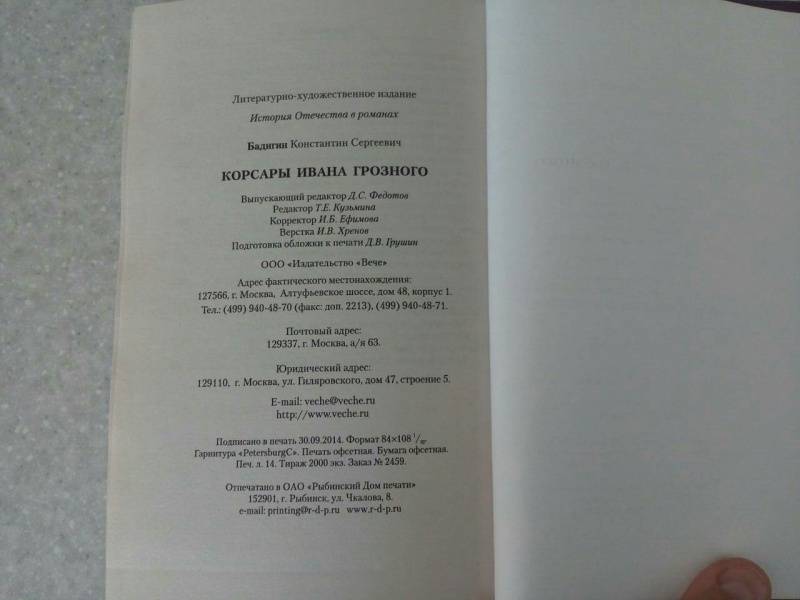 Литературно-художественное издание
История Отечества в романах
Бадигин Константин Сергеевич
КОРСАРЫ ИВАНА ГРОЗНОГО
Выпускающий редактор Д.С. Федотов
Редактор Т.Е. Кузьмина
Корректор И.Б. Ефимова
Верстка И.В. Хренов
Подготовка обложки к печати Д.В. Грушин
ООО «Издательство «Вече»
Адрес фактического местонахождения:
127566, г. Москва, Алтуфьевское шоссе, дом 48, корпус 1.
Тел.: (499) 940-48-70 (факс: доп. 2213), (499) 940-48-71.
Почтовый адрес:
129337, г. Москва, а/я 63.
Юридический адрес:
129110, г. Москва, ул. Гиляровского, дом 47, строение 5.
E-mail: veche@veche.ru
http://www.veche.ru
Подписано в печать 30.09.2014. Формат 84×108
Гарнитура «PetersburgC». Печать офсетная. Бумага офсетная.
Печ. л. 14. Тираж 2000 экз. Заказ № 2459.
Отпечатано в ОАО «Рыбинский Дом печати»
152901, г. Рыбинск, ул. Чкалова, 8.
e-mail: printing@r-d-p.ru www.r-d-p.ru